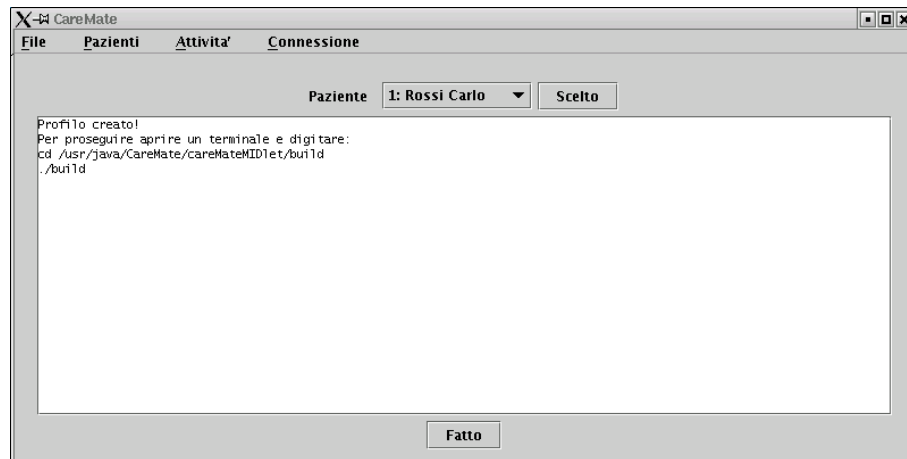 CareMate
File Pazienti Attivita' Connessione
Paziente 1: Rossi Carlo Scelto
Profilo creato!
Per proseguire aprire un terminale e digitare:
cd /usr/java/CareMate/careMateMIDlet/build
./build
Fatto